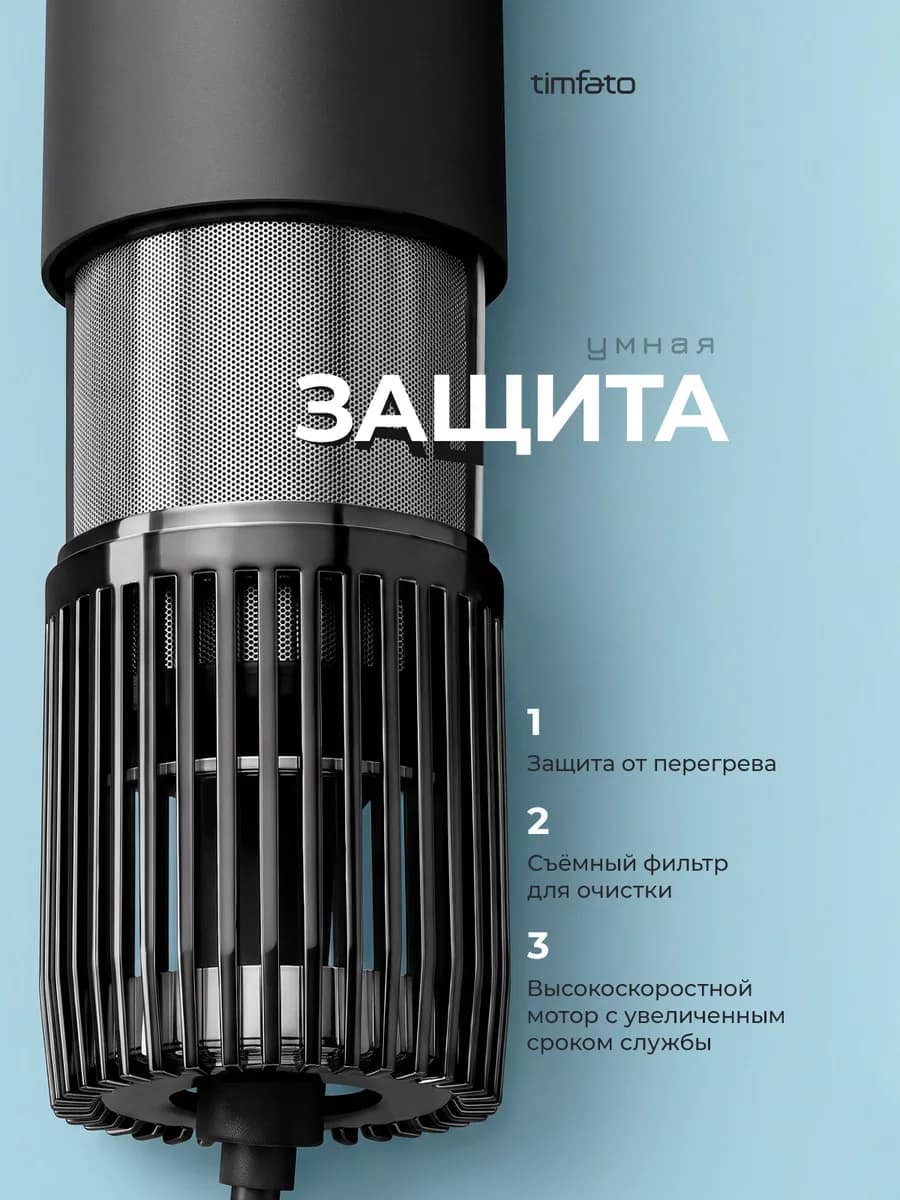 timfato
умная
ЗАЩИТА
1
Защита от перегрева
2
Съёмный фильтр
для очистки
3
Высокоскоростной
мотор с увеличенным
сроком службы